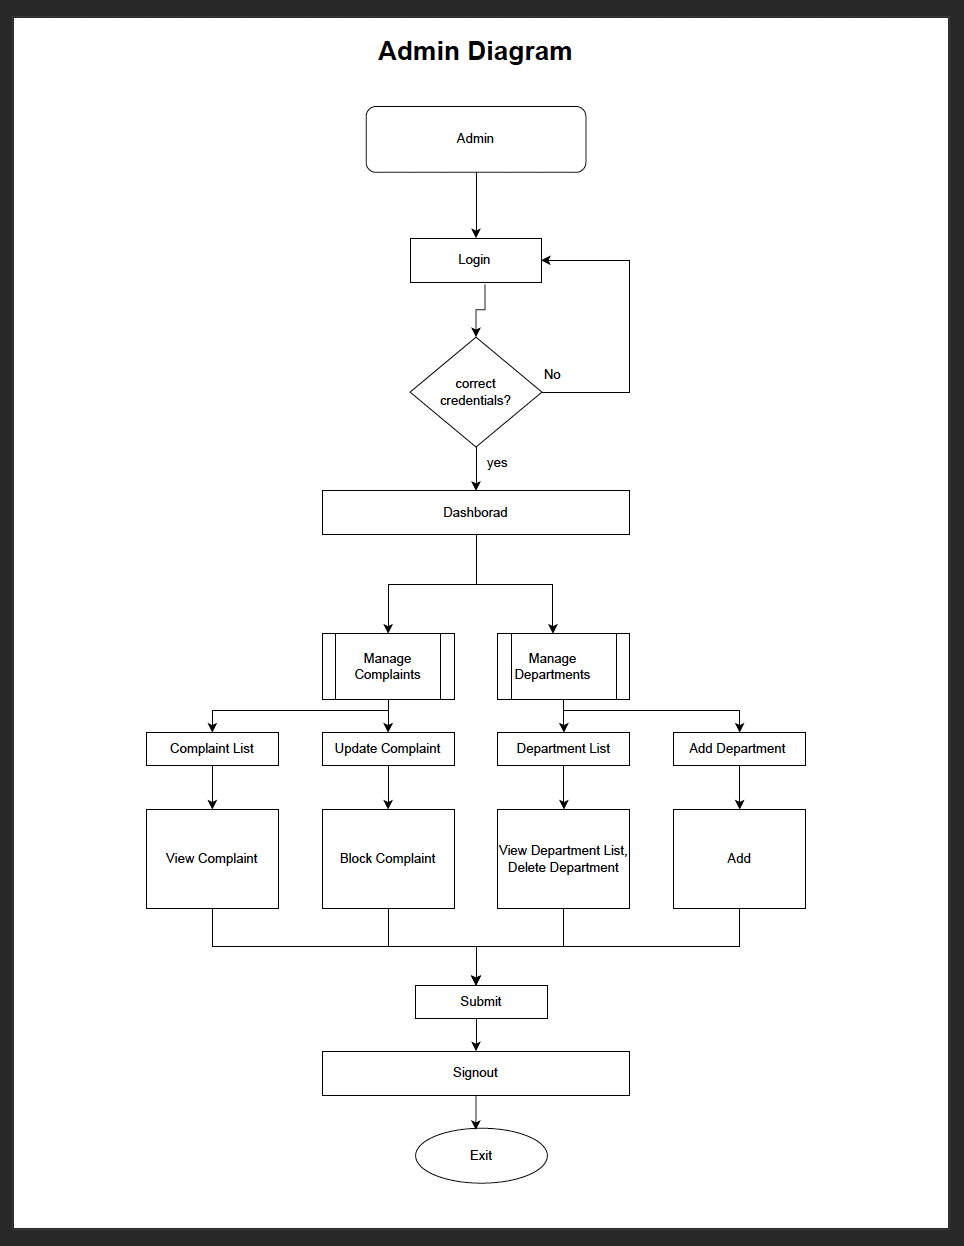 Admin Diagram
Admin
Login
correct
credentials?
No
yes
Dashborad
Manage
Complaints
Manage
Departments
Complaint List
Update Complaint
Department List
Add Department
View Complaint
Block Complaint
View Department List,
Delete Department
Add
Submit
Signout
Exit